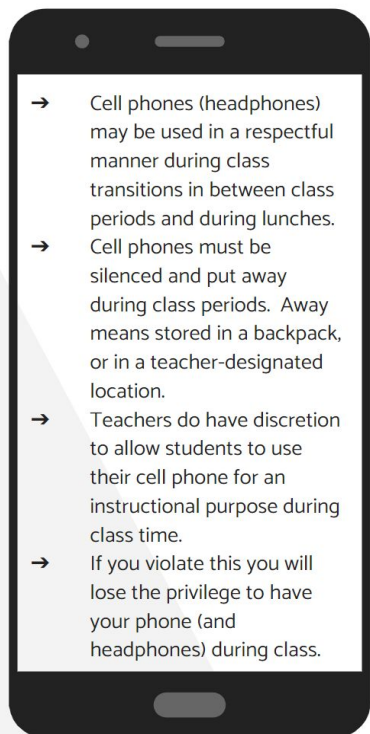 ➔ Cell phones (headphones)
may be used in a respectful
manner during class
transitions in between class
periods and during lunches.
➔ Cell phones must be
silenced and put away
during class periods.  Away
means stored in a backpack,
or in a teacher-designated
location.
➔ Teachers do have discretion
to allow students to use
their cell phone for an
instructional purpose during
class time.
➔ If you violate this you will
lose the privilege to have
your phone (and
headphones) during class.